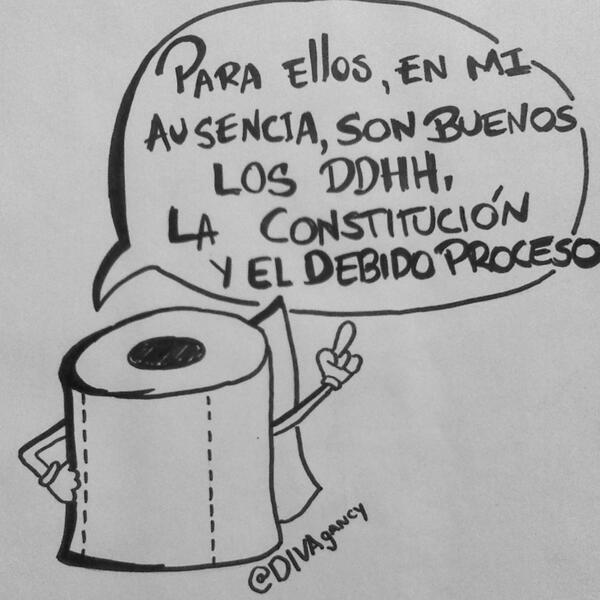 PARA Ellos, EN MI
AUSENCIA, SON BUENOS
LOS DDHH,
LA CONSTITUCIÓN
Y EL DEBIDO PROCESO
@DIVAgancy